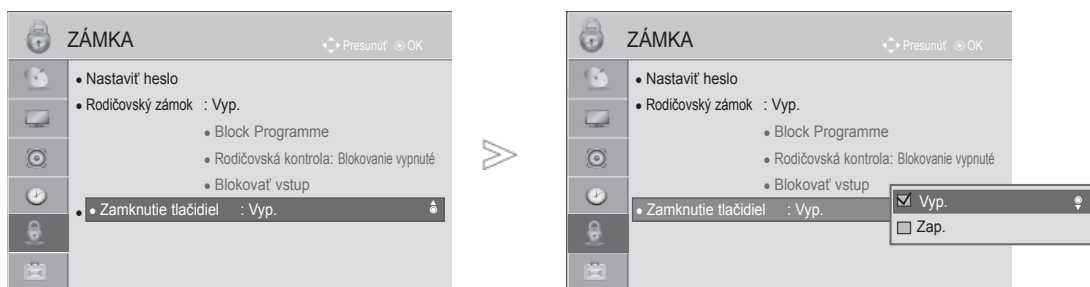 ZÁMKA
Presunúť OK
• Nastaviť heslo
• Rodičovský zámok : Vyp.
• Block Programme
• Rodičovská kontrola: Blokovanie vypnuté
• Blokovať vstup
• Zamknutie tlačidiel : Vyp.
ZÁMKA
Presunúť OK
• Nastaviť heslo
• Rodičovský zámok : Vyp.
• Block Programme
• Rodičovská kontrola: Blokovanie vypnuté
• Blokovať vstup
• Zamknutie tlačidiel : Vyp.
Vyp.
Zap.